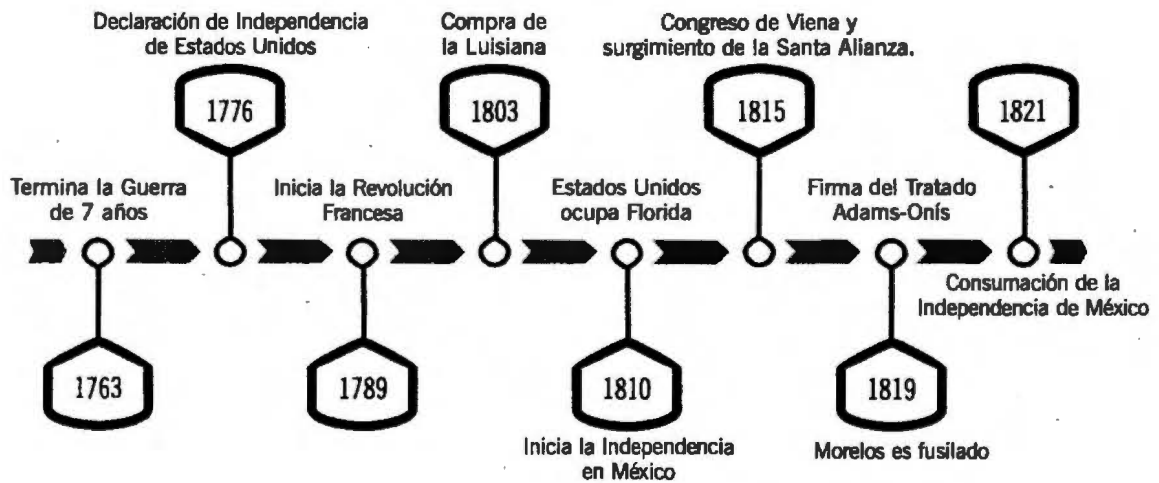 Declaración de Independencia
de Estados Unidos
1776
Compra de
la Luisiana
1803
Congreso de Viena y
surgimiento de la Santa Alianza.
1815
1821
Termina la Guerra
de 7 años
Inicia la Revolución
Francesa
Estados Unidos
ocupa Florida
Firma del Tratado
Adams-Onís
Consumación de la
Independencia de México
1763
1789
1810
1819
Inicia la Independencia
en México
Morelos es fusilado